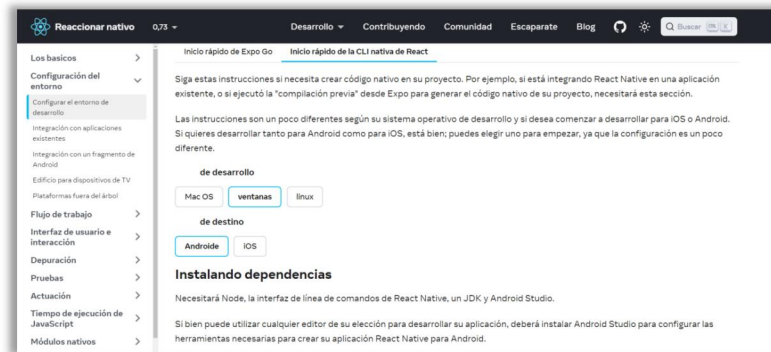 Reaccionar nativo
0,73
Desarrollo
Contribuyendo
Comunidad
Escaparate
Blog
Buscar
Los basicos
Configuración del
entorno
Configurar el entorno de
desarrollo
Integración con aplicaciones
existentes
Integración con un fragmento de
Android
Edificio para dispositivos de TV
Plataformas fuera del árbol
Flujo de trabajo
Interfaz de usuario e
interacción
Depuración
Pruebas
Actuación
Tiempo de ejecución de
JavaScript
Módulos nativos
Inicio rápido de Expo Go
Inicio rápido de la CLI nativa de React
Siga estas instrucciones si necesita crear código nativo en su proyecto. Por ejemplo, si está integrando React Native en una aplicación
existente, o si ejecutó la "compilación previa" desde Expo para generar el código nativo de su proyecto, necesitará esta sección.
Las instrucciones son un poco diferentes según su sistema operativo de desarrollo y si desea comenzar a desarrollar para iOS o Android.
Si quieres desarrollar tanto para Android como para iOS, está bien; puedes elegir uno para empezar, ya que la configuración es un poco
diferente.
de desarrollo
Mac OS
ventanas
linux
de destino
Androide
iOS
Instalando dependencias
Necesitará Node, la interfaz de línea de comandos de React Native, un JDK y Android Studio.
Si bien puede utilizar cualquier editor de su elección para desarrollar su aplicación, deberá instalar Android Studio para configurar las
herramientas necesarias para crear su aplicación React Native para Android.